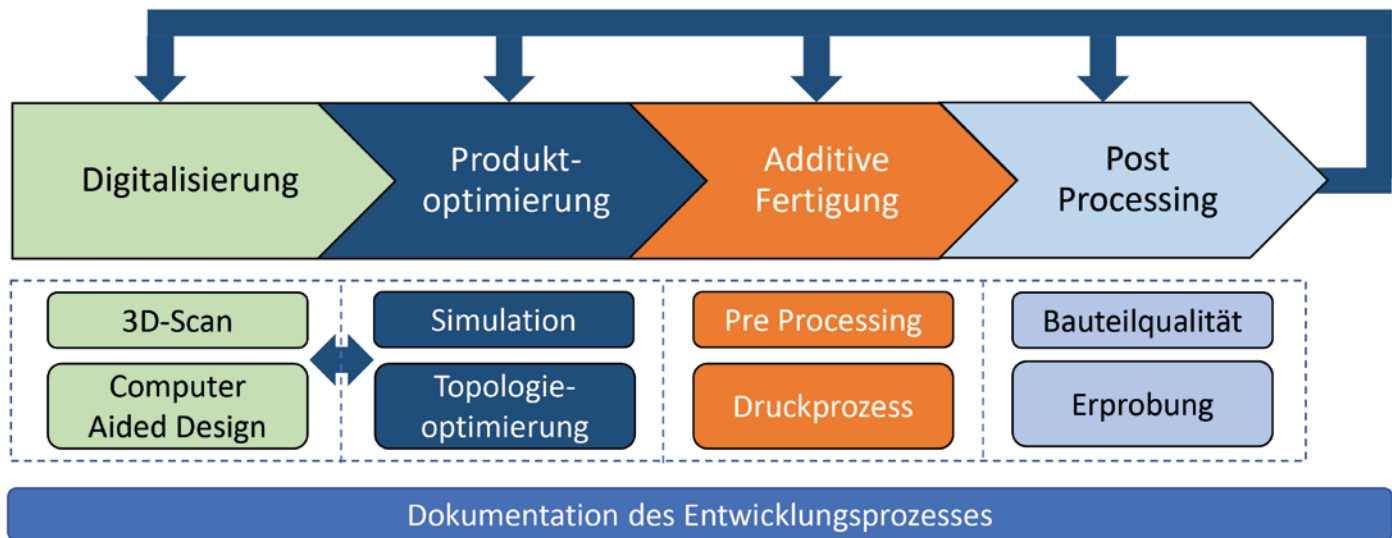 Digitalisierung
Produkt-
optimierung
Additive
Fertigung
Post
Processing
3D-Scan
Computer
Aided Design
Simulation
Topologie-
optimierung
Pre Processing
Druckprozess
Bauteilqualität
Erprobung
Dokumentation des Entwicklungsprozesses